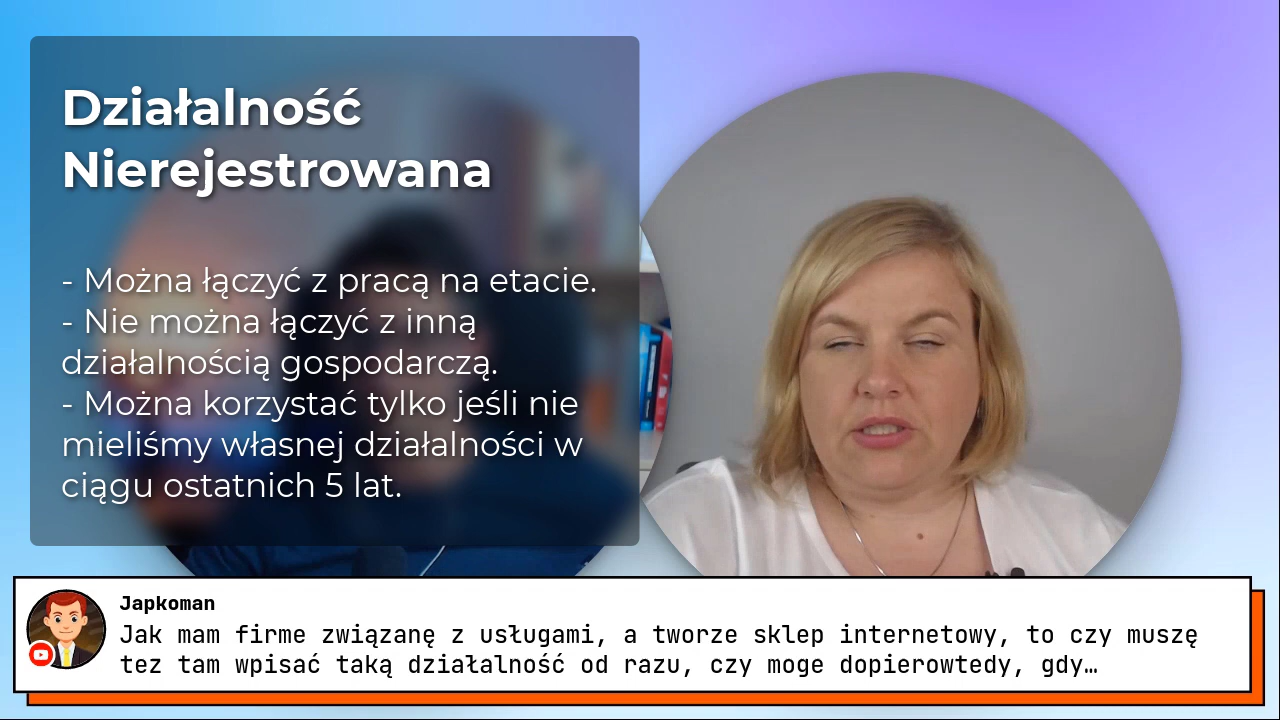 Działalność
Nierejestrowana
- Można łączyć z pracą na etacie.
- Nie można łączyć z inną
działalnością gospodarczą.
- Można korzystać tylko jeśli nie
mieliśmy własnej działalności w
ciągu ostatnich 5 lat.
Japkoman
Jak mam firme związanę z usługami, a tworze sklep internetowy, to czy muszę
tez tam wpisać taką działalność od razu, czy moge dopierowtedy, gdy…